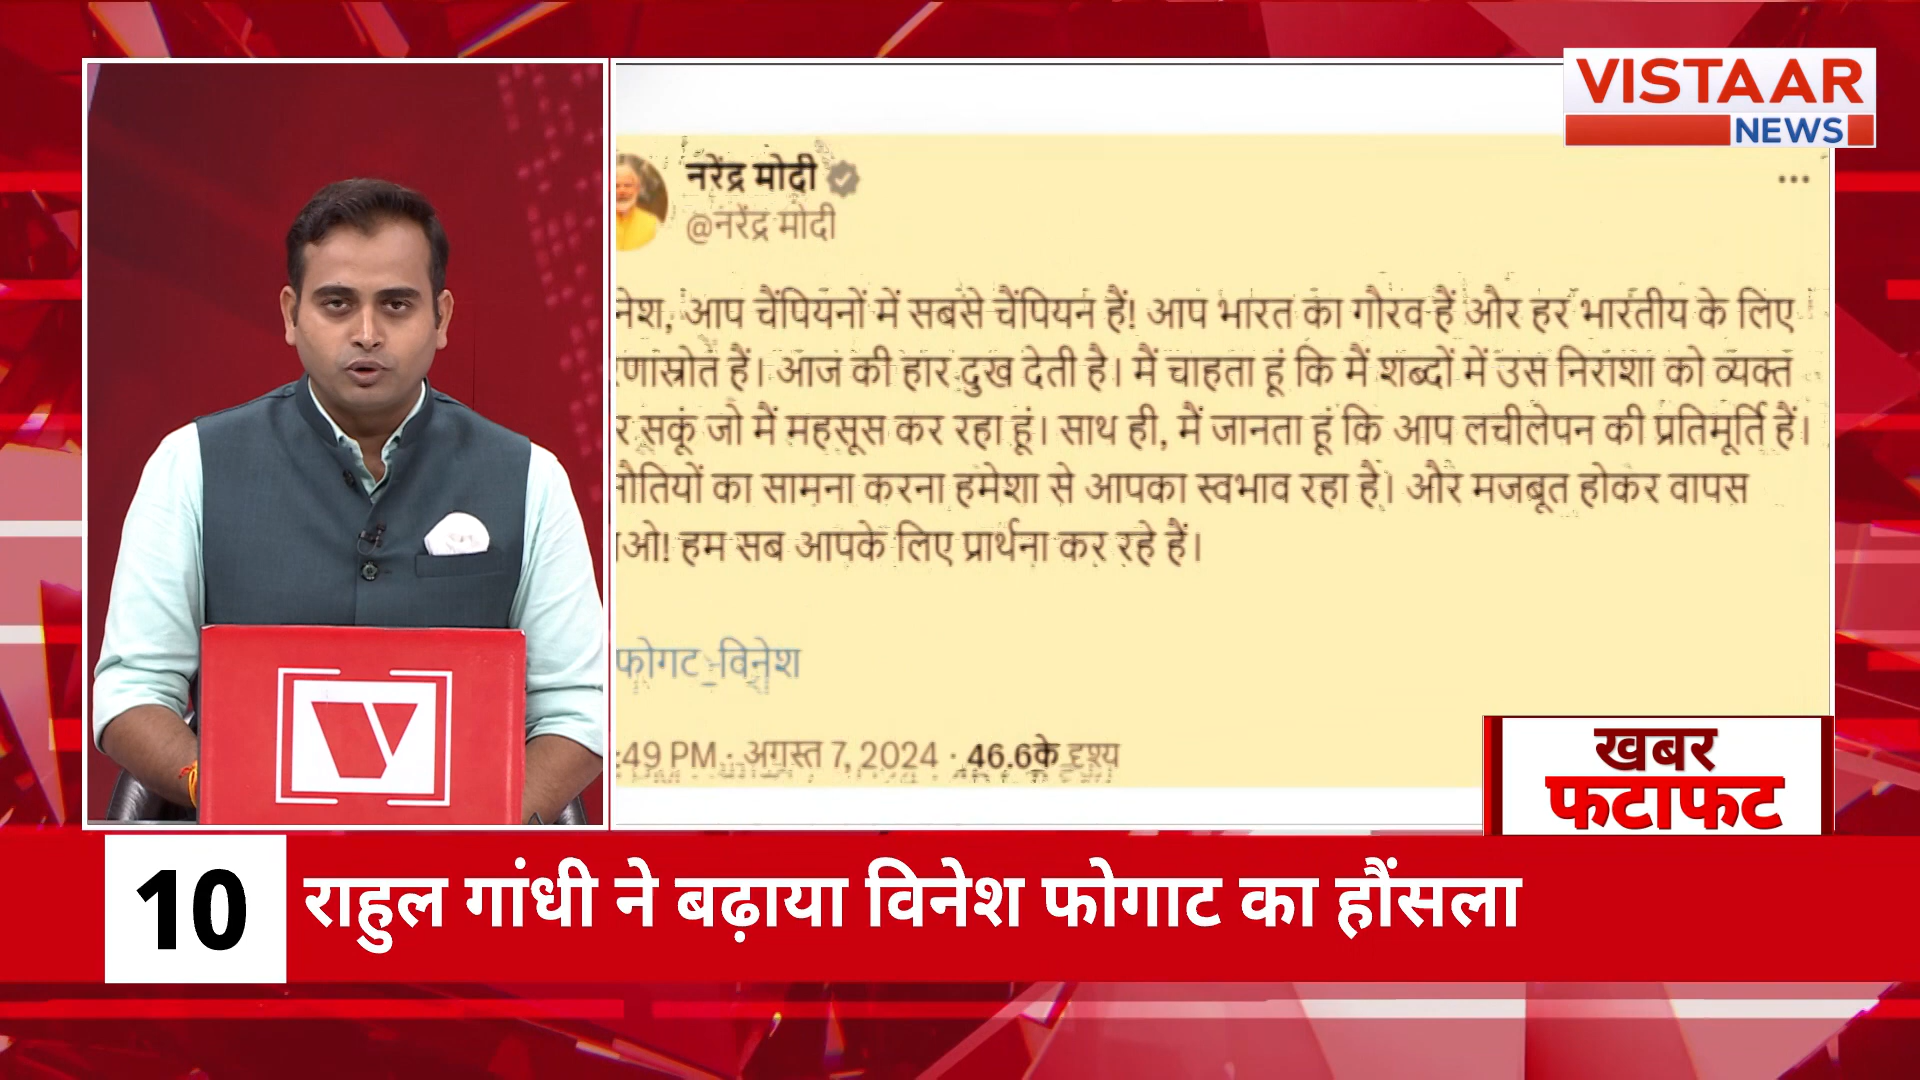 VISTAAR
NEWS
नरेंद्र मोदी
@नरेंद्र मोदी
नेश, आप चैंपियनों में सबसे चैंपियन हैं! आप भारत का गौरव हैं और हर भारतीय के लिए
रणास्रोत हैं। आज की हार दुख देती है। मैं चाहता हूं कि मैं शब्दों में उस निराशा को व्यक्त
र सकूं जो मैं महसूस कर रहा हूं। साथ ही, मैं जानता हूं कि आप लचीलेपन की प्रतिमूर्ति हैं।
नौतियों का सामना करना हमेशा से आपका स्वभाव रहा है। और मजबूत होकर वापस
ओ! हम सब आपके लिए प्रार्थना कर रहे हैं।
फोगट_विनेश
:49 PM · अगस्त 7, 2024 · 46.6के दृश्य
खबर
फटाफट
10 राहुल गांधी ने बढ़ाया विनेश फोगाट का हौंसला